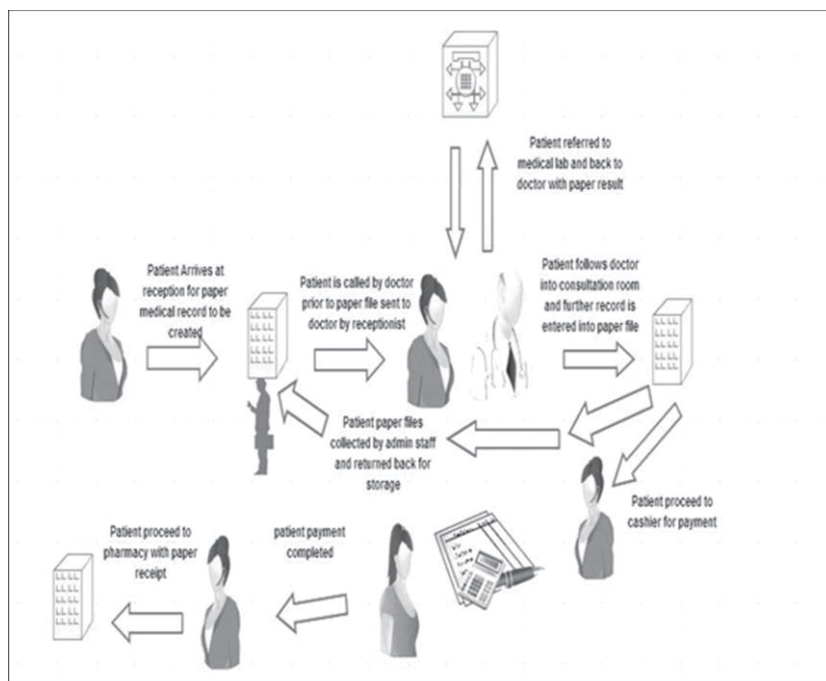 Patient referred to
medical lab and back to
doctor with paper result
Patient Arrives at
reception for paper
medical record to be
created
Patient is called by doctor
prior to paper file sent to
doctor by receptionist
Patient follows doctor
into consultation room
and further record is
entered into paper file
Patient paper files
collected by admin staff
and returned back for
storage
Patient proceed to
cashier for payment
Patient proceed to
pharmacy with paper
receipt
patient payment
completed